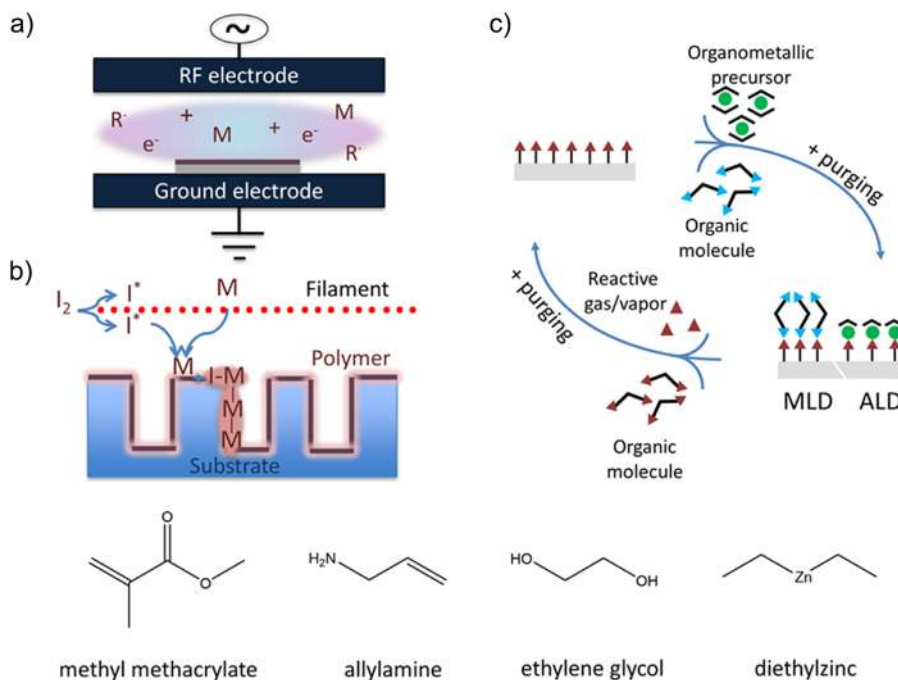 a)
RF electrode
R· e⁻ + M + e⁻ M R·
Ground electrode
b)
I₂ I* I* M Filament
M I-M Polymer
M
M
Substrate
c)
Organometallic
precursor
+ purging
Organic
molecule
Reactive
gas/vapor
+ purging
Organic
molecule
MLD ALD
O
O
H₂N
HO
OH
Zn
methyl methacrylate allylamine ethylene glycol diethylzinc